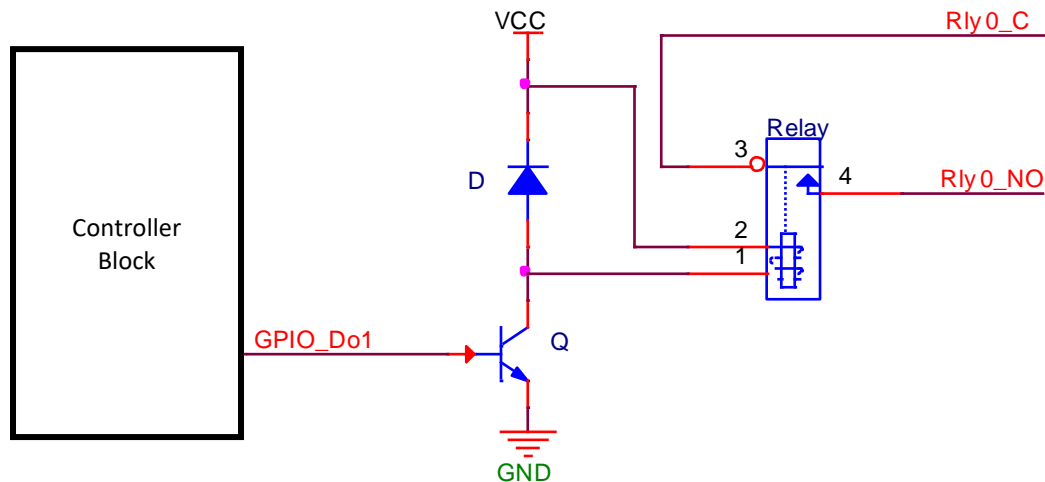 VCC
Rly0_C
Relay
3
D
4
Rly0_NO
Controller
Block
2
1
GPIO_Do1
Q
GND